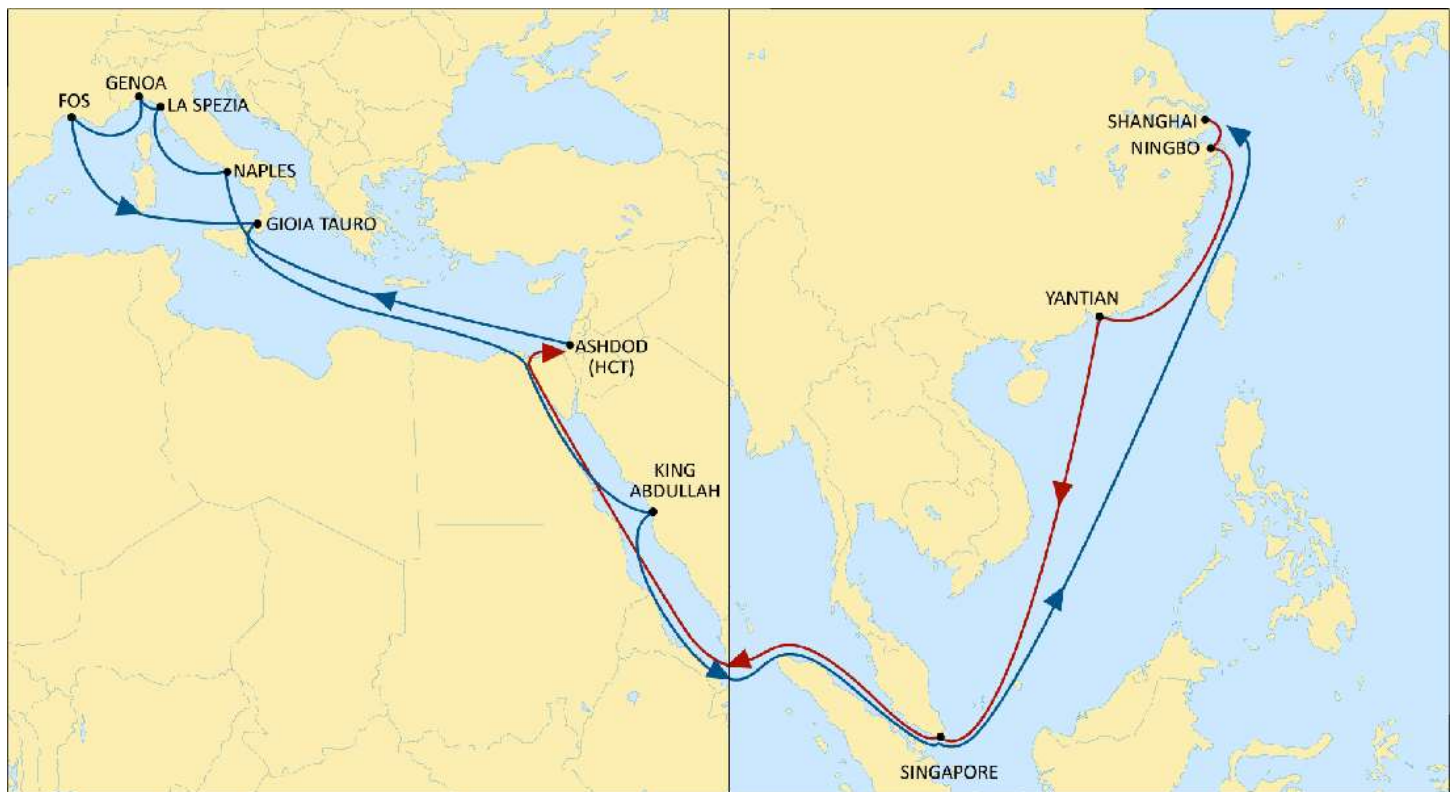 GENOA
FOS
LA SPEZIA
NAPLES
GIOIA TAURO
ASHDOD
(HCT)
KING
ABDULLAH
SHANGHAI
NINGBO
YANTIAN
SINGAPORE